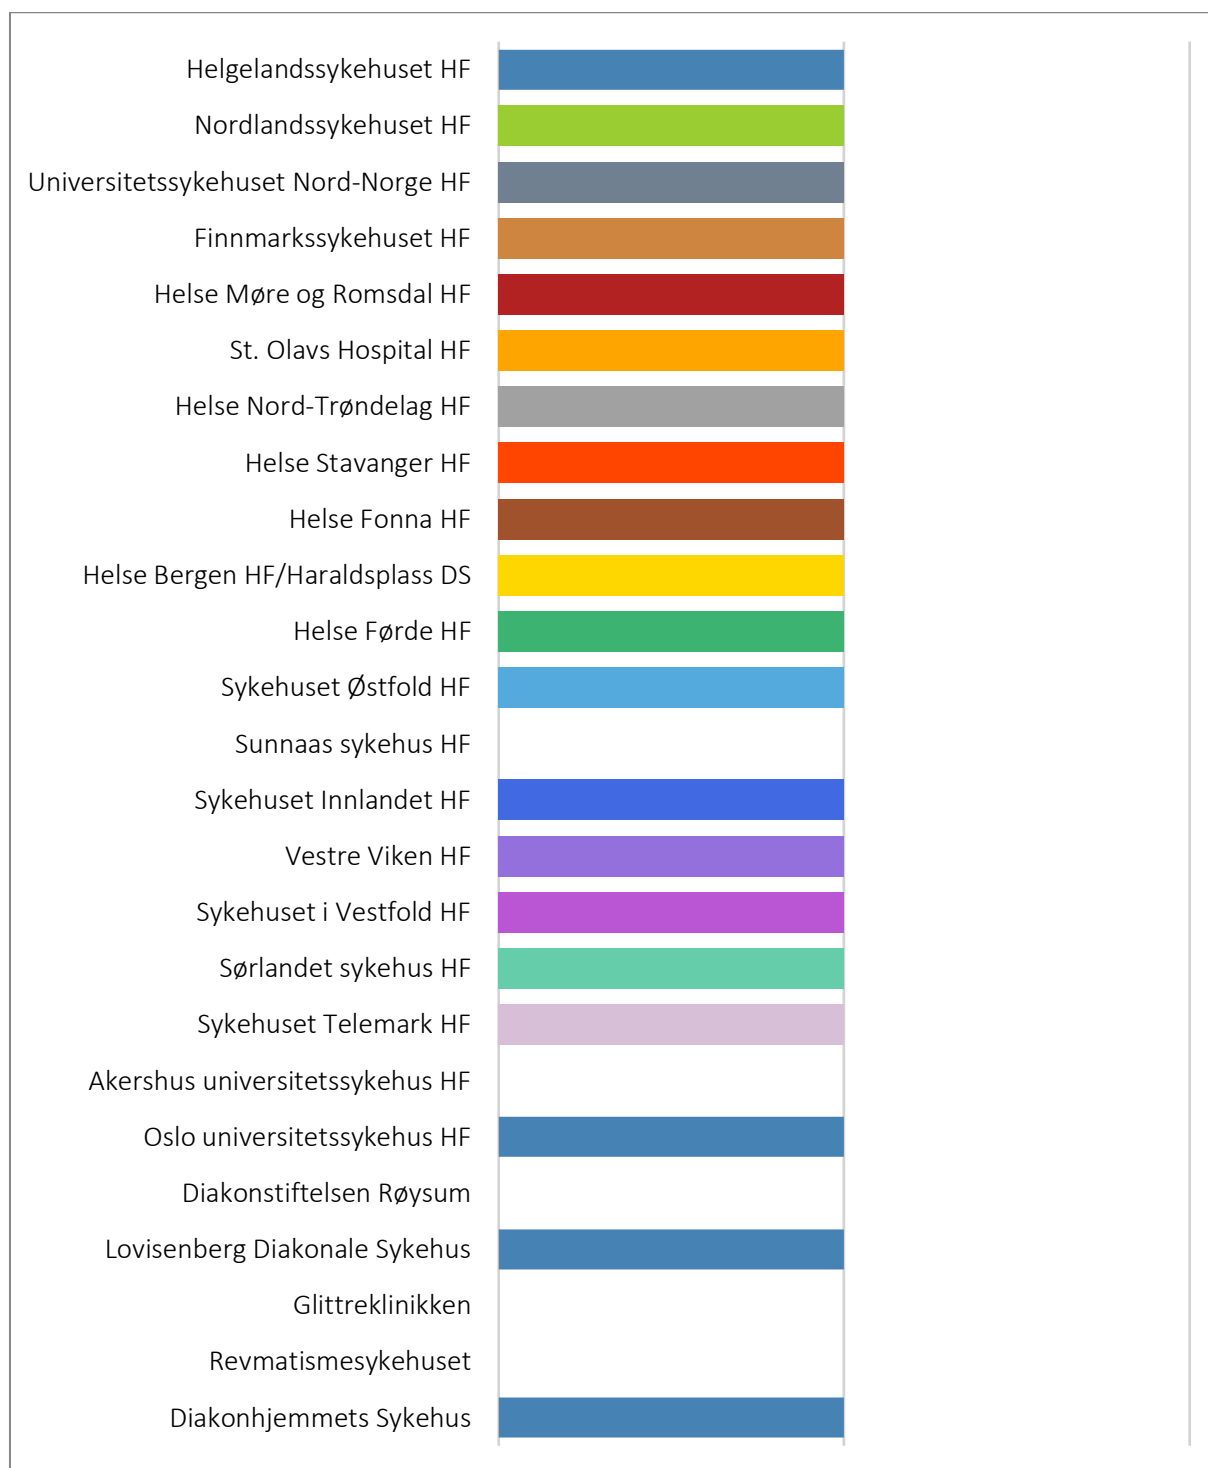 Helgelandssykehuset HF
Nordlandssykehuset HF
Universitetssykehuset Nord-Norge HF
Finnmarkssykehuset HF
Helse Møre og Romsdal HF
St. Olavs Hospital HF
Helse Nord-Trøndelag HF
Helse Stavanger HF
Helse Fonna HF
Helse Bergen HF/Haraldsplass DS
Helse Førde HF
Sykehuset Østfold HF
Sunnaas sykehus HF
Sykehuset Innlandet HF
Vestre Viken HF
Sykehuset i Vestfold HF
Sørlandet sykehus HF
Sykehuset Telemark HF
Akershus universitetssykehus HF
Oslo universitetssykehus HF
Diakonstiftelsen Røysum
Lovisenberg Diakonale Sykehus
Glittreklinikken
Revmatismesykehuset
Diakonhjemmets Sykehus